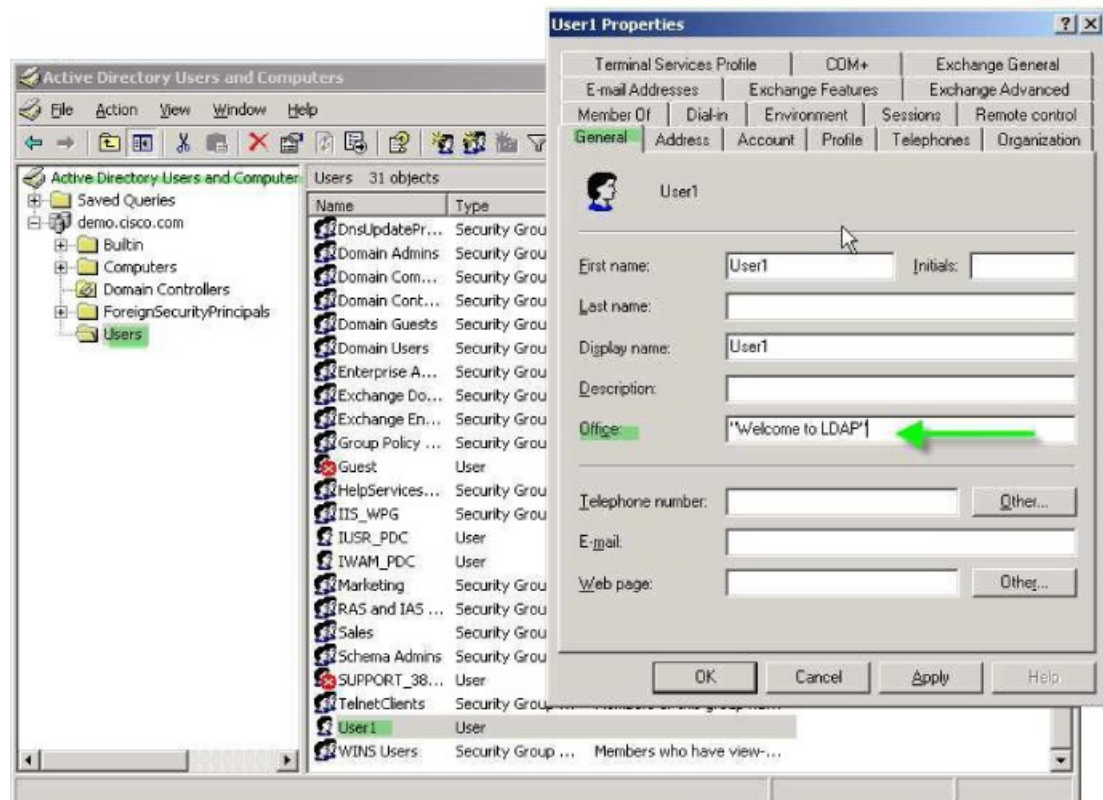 User1 Properties
Terminal Services Profile COM+ Exchange General
E-mail Addresses Exchange Features Exchange Advanced
Member Of Dial-in Environment Sessions Remote control
General Address Account Profile Telephones Organization
User1
First name: User1 Initials:
Last name:
Display name: User1
Description:
Office: "Welcome to LDAP"
Telephone number: Other...
E-mail:
Web page: Other...
OK Cancel Apply Help
Active Directory Users and Computers
File Action View Window Help
Active Directory Users and Computer
Saved Queries
demo.cisco.com
Builtin
Computers
Domain Controllers
ForeignSecurityPrincipals
Users
Users 31 objects
Name Type
DnsUpdatePr... Security Grou
Domain Admins Security Grou
Domain Com... Security Grou
Domain Cont... Security Grou
Domain Guests Security Grou
Domain Users Security Grou
Enterprise A... Security Grou
Exchange Do... Security Grou
Exchange En... Security Grou
Group Policy ... Security Grou
Guest User
HelpServices... Security Grou
IIS_WPG Security Grou
IUSR_PDC User
IWAM_PDC User
Marketing Security Grou
RAS and IAS ... Security Grou
Sales Security Grou
Schema Admins Security Grou
SUPPORT_38... User
TelnetClients Security Group ...
User1 User
WINS Users Security Group ... Members who have view-...